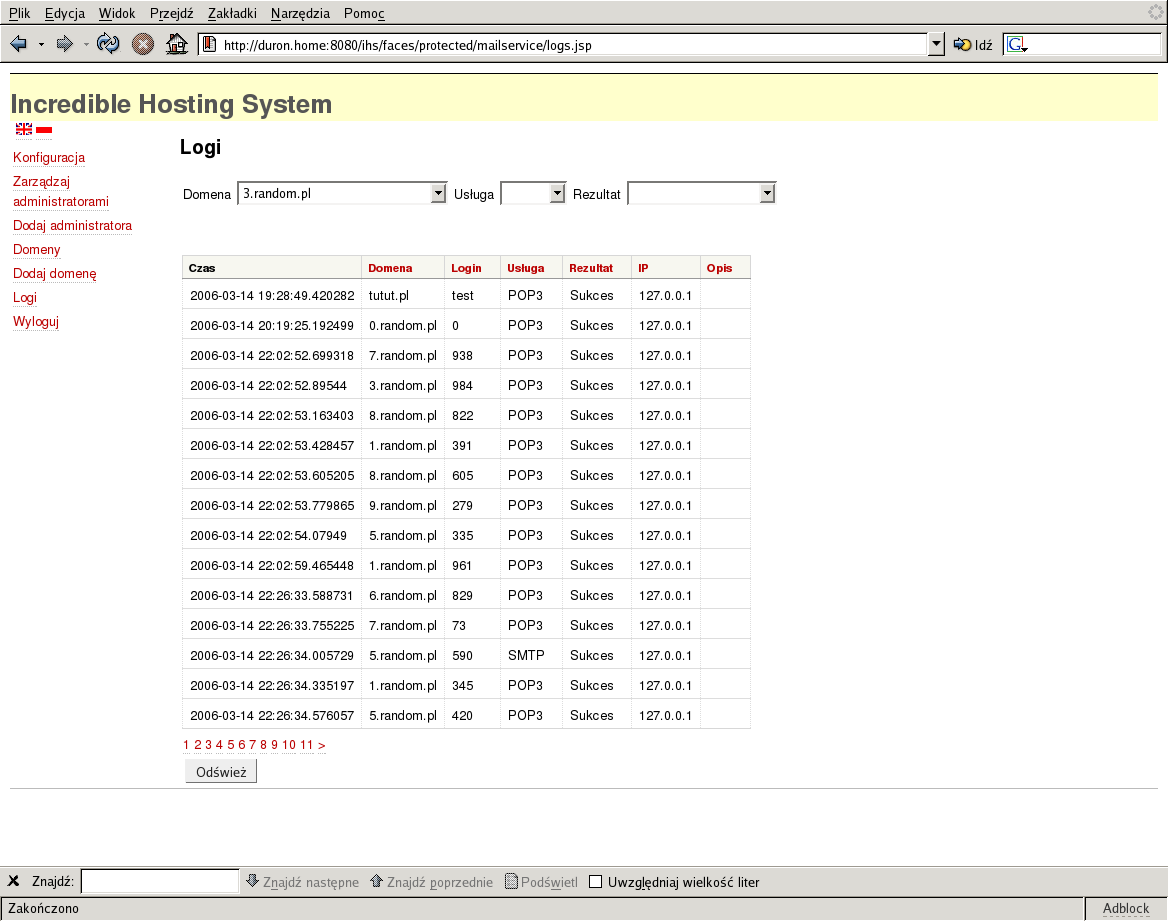 Plik Edycja Widok Przejdź Zakładki Narzędzia Pomoc
http://duron.home:8080/ihs/faces/protected/mailservice/logs.jsp Idź G
Incredible Hosting System
Konfiguracja
Zarządzaj
administratorami
Dodaj administratora
Domeny
Dodaj domenę
Logi
Wyloguj
Logi
Domena 3.random.pl Usługa Rezultat
Czas Domena Login Usługa Rezultat IP Opis
2006-03-14 19:28:49.420282 tutut.pl test POP3 Sukces 127.0.0.1
2006-03-14 20:19:25.192499 0.random.pl 0 POP3 Sukces 127.0.0.1
2006-03-14 22:02:52.699318 7.random.pl 938 POP3 Sukces 127.0.0.1
2006-03-14 22:02:52.89544 3.random.pl 984 POP3 Sukces 127.0.0.1
2006-03-14 22:02:53.163403 8.random.pl 822 POP3 Sukces 127.0.0.1
2006-03-14 22:02:53.428457 1.random.pl 391 POP3 Sukces 127.0.0.1
2006-03-14 22:02:53.605205 8.random.pl 605 POP3 Sukces 127.0.0.1
2006-03-14 22:02:53.779865 9.random.pl 279 POP3 Sukces 127.0.0.1
2006-03-14 22:02:54.07949 5.random.pl 335 POP3 Sukces 127.0.0.1
2006-03-14 22:02:59.465448 1.random.pl 961 POP3 Sukces 127.0.0.1
2006-03-14 22:26:33.588731 6.random.pl 829 POP3 Sukces 127.0.0.1
2006-03-14 22:26:33.755225 7.random.pl 73 POP3 Sukces 127.0.0.1
2006-03-14 22:26:34.005729 5.random.pl 590 SMTP Sukces 127.0.0.1
2006-03-14 22:26:34.335197 1.random.pl 345 POP3 Sukces 127.0.0.1
2006-03-14 22:26:34.576057 5.random.pl 420 POP3 Sukces 127.0.0.1
1 2 3 4 5 6 7 8 9 10 11 >
Odśwież
Znajdź: Znajdź następne Znajdź poprzednie Podświetl Uwzględniaj wielkość liter
Zakończono Adblock